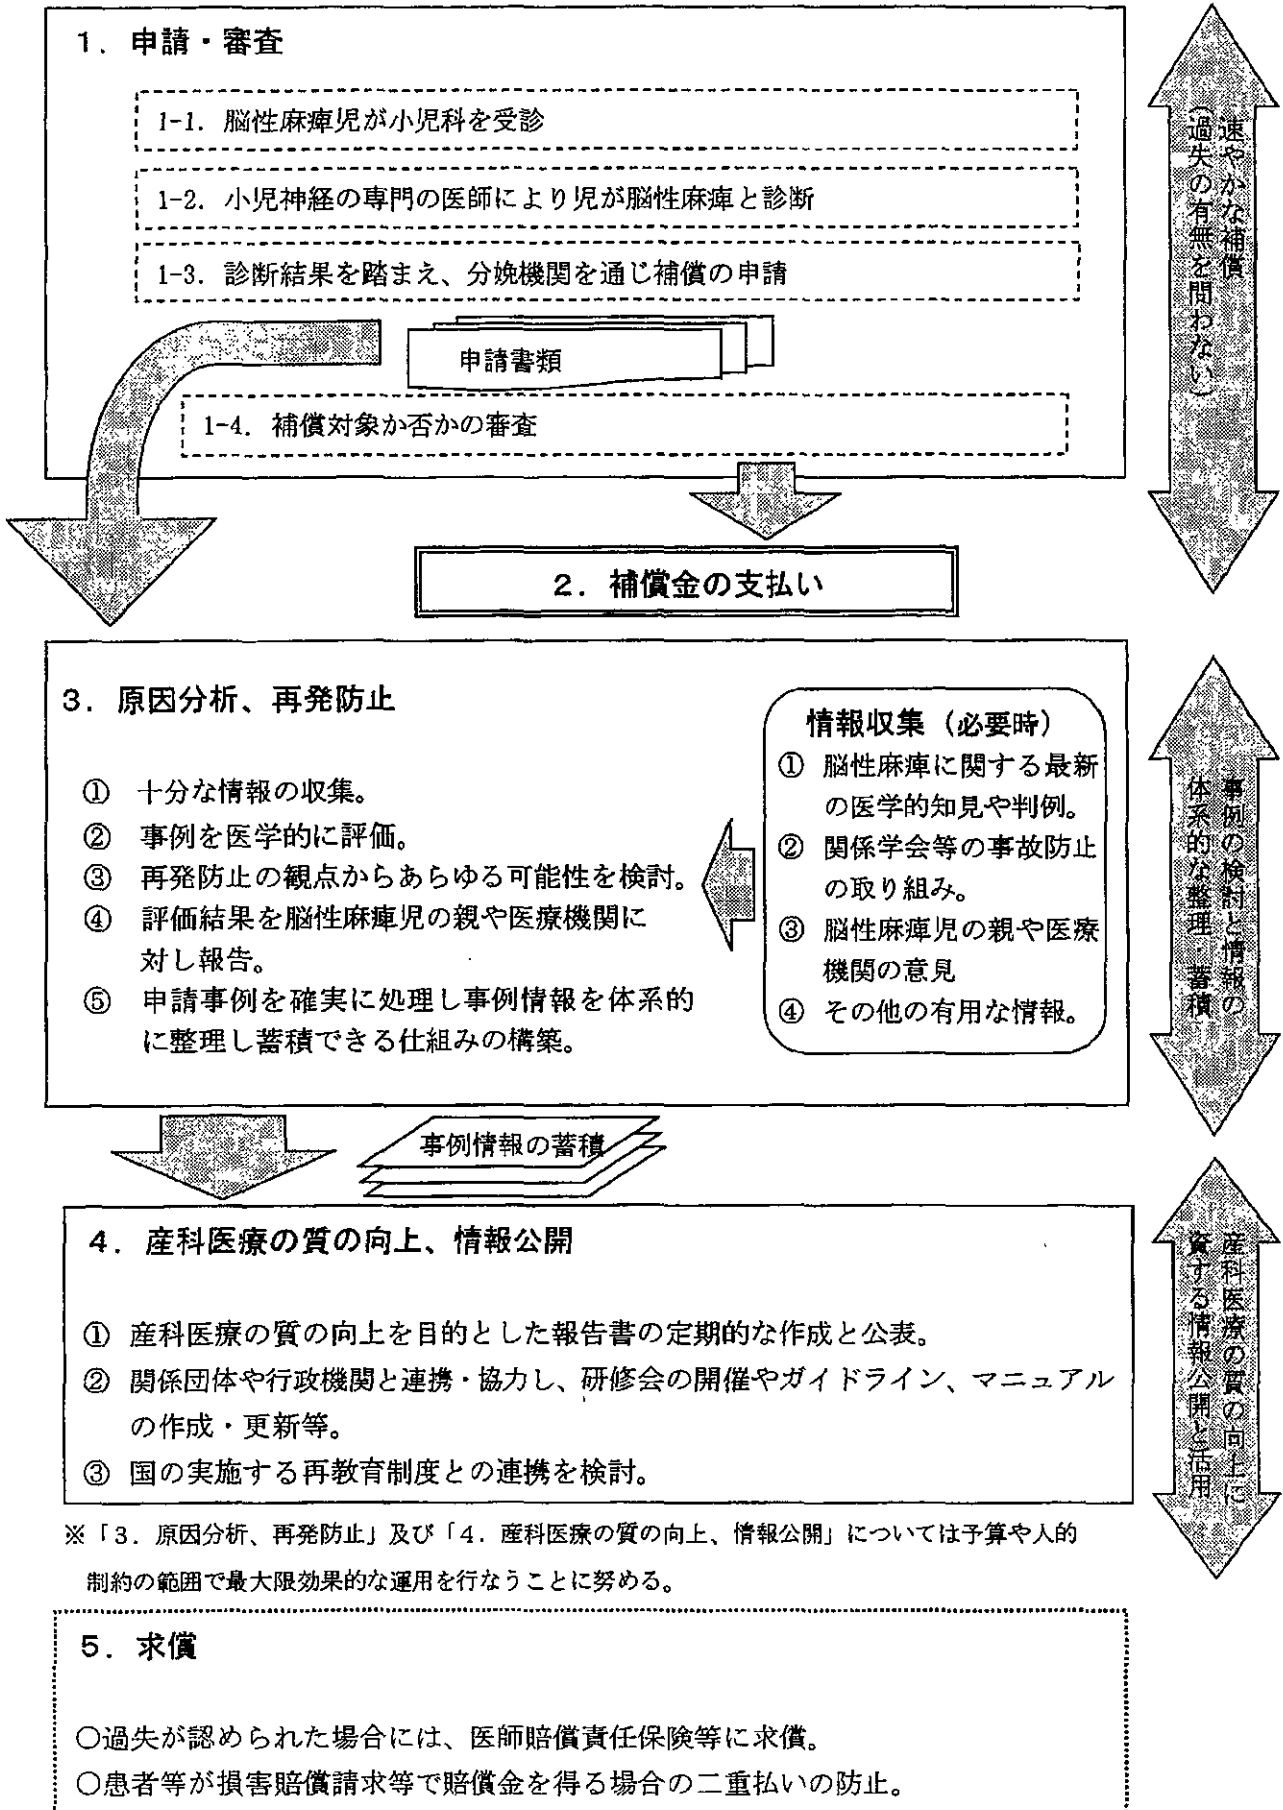 1．申請・審査
1-1．脳性麻痺児が小児科を受診
1-2．小児神経の専門の医師により児が脳性麻痺と診断
1-3．診断結果を踏まえ、分娩機関を通じ補償の申請
申請書類
1-4．補償対象か否かの審査
速やかな補償
（過失の有無を問わない）
2．補償金の支払い
3．原因分析、再発防止
① 十分な情報の収集。
② 事例を医学的に評価。
③ 再発防止の観点からあらゆる可能性を検討。
④ 評価結果を脳性麻痺児の親や医療機関に
対し報告。
⑤ 申請事例を確実に処理し事例情報を体系的
に整理し蓄積できる仕組みの構築。
情報収集（必要時）
① 脳性麻痺に関する最新
の医学的知見や判例。
② 関係学会等の事故防止
の取り組み。
③ 脳性麻痺児の親や医療
機関の意見
④ その他の有用な情報。
事例の検討と情報の
体系的な整理・蓄積
事例情報の蓄積
4．産科医療の質の向上、情報公開
① 産科医療の質の向上を目的とした報告書の定期的な作成と公表。
② 関係団体や行政機関と連携・協力し、研修会の開催やガイドライン、マニュアル
の作成・更新等。
③ 国の実施する再教育制度との連携を検討。
産科医療の質の向上に
資する情報公開と活用
※「3．原因分析、再発防止」及び「4．産科医療の質の向上、情報公開」については予算や人的
制約の範囲で最大限効果的な運用を行なうことに努める。
5．求償
○過失が認められた場合には、医師賠償責任保険等に求償。
○患者等が損害賠償請求等で賠償金を得る場合の二重払いの防止。